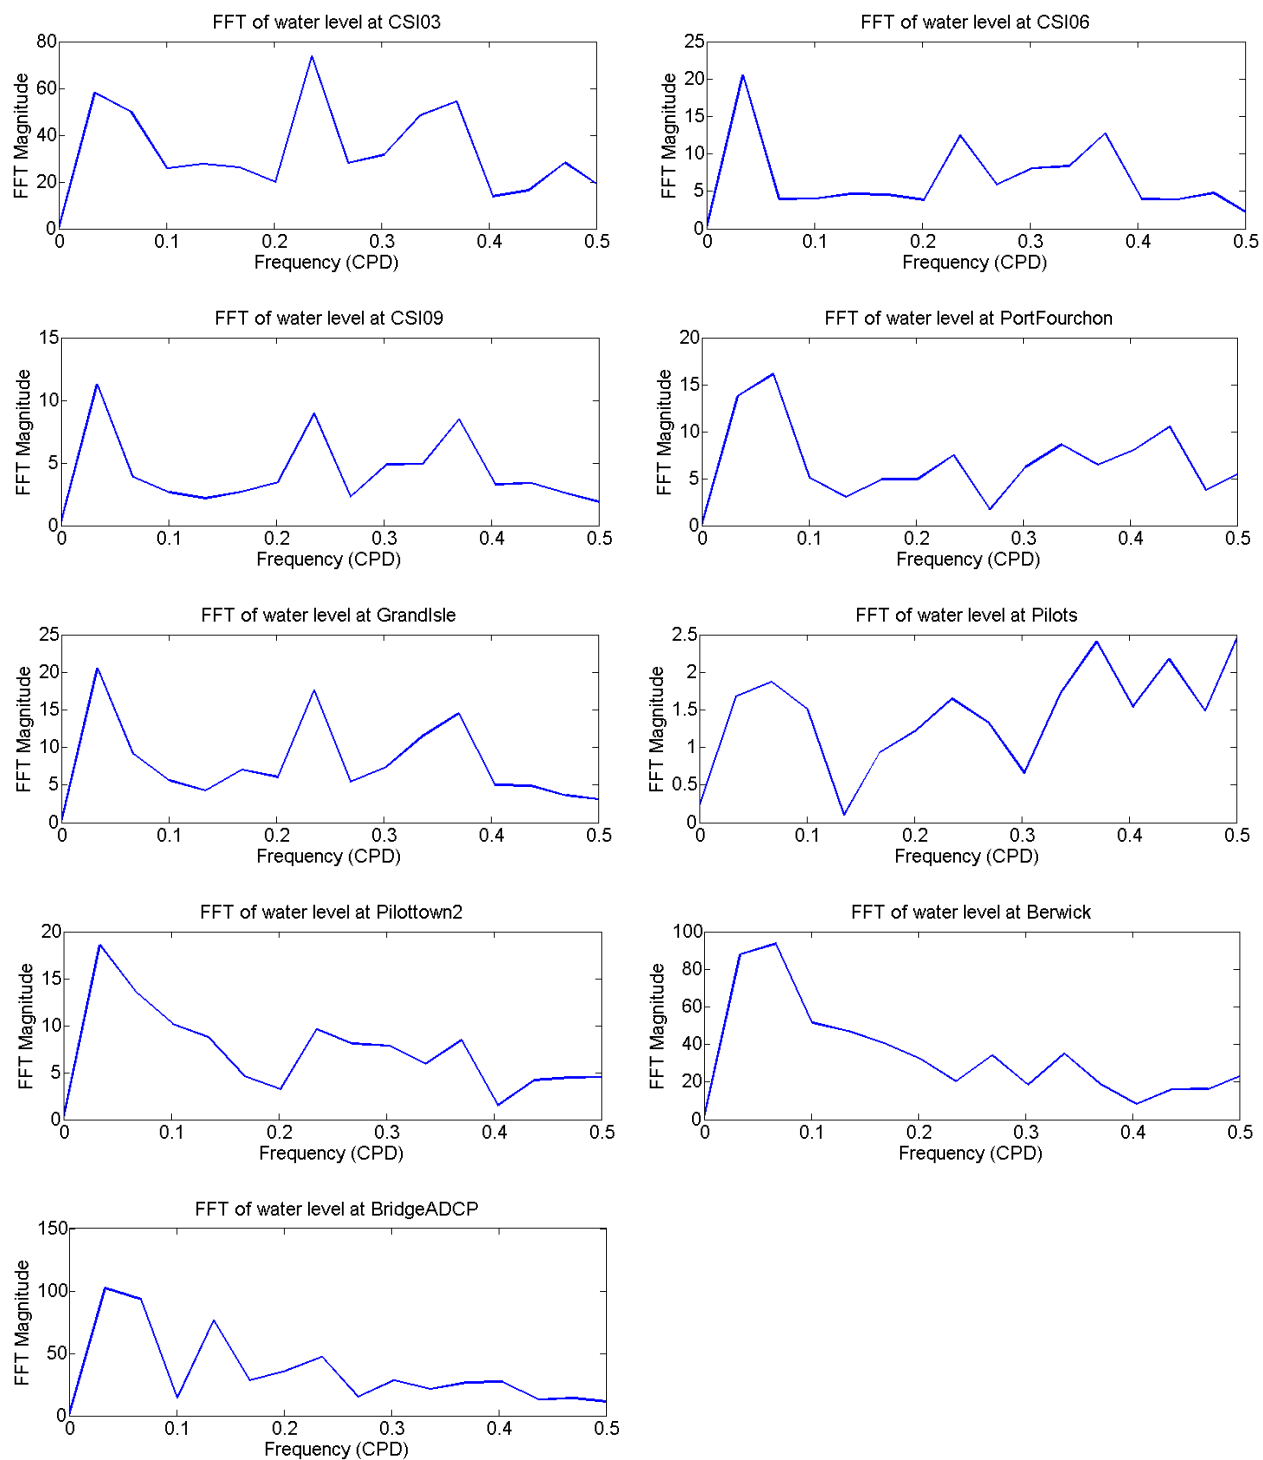 FFT of water level at CSI03
80
60
40
20
0
FFT Magnitude
0 0.1 0.2 0.3 0.4 0.5
Frequency (CPD)
FFT of water level at CSI06
25
20
15
10
5
0
FFT Magnitude
0 0.1 0.2 0.3 0.4 0.5
Frequency (CPD)
FFT of water level at CSI09
15
10
5
0
FFT Magnitude
0 0.1 0.2 0.3 0.4 0.5
Frequency (CPD)
FFT of water level at PortFourchon
20
15
10
5
0
FFT Magnitude
0 0.1 0.2 0.3 0.4 0.5
Frequency (CPD)
FFT of water level at GrandIsle
25
20
15
10
5
0
FFT Magnitude
0 0.1 0.2 0.3 0.4 0.5
Frequency (CPD)
FFT of water level at Pilots
2.5
2
1.5
1
0.5
0
FFT Magnitude
0 0.1 0.2 0.3 0.4 0.5
Frequency (CPD)
FFT of water level at Pilottown2
20
15
10
5
0
FFT Magnitude
0 0.1 0.2 0.3 0.4 0.5
Frequency (CPD)
FFT of water level at Berwick
100
80
60
40
20
0
FFT Magnitude
0 0.1 0.2 0.3 0.4 0.5
Frequency (CPD)
FFT of water level at BridgeADCP
150
100
50
0
FFT Magnitude
0 0.1 0.2 0.3 0.4 0.5
Frequency (CPD)